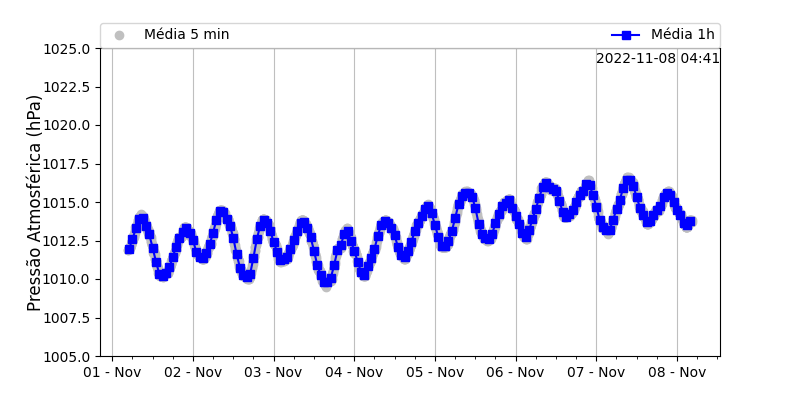 Média 5 min
Média 1h
2022-11-08 04:41
Pressão Atmosférica (hPa)
1025.0
1022.5
1020.0
1017.5
1015.0
1012.5
1010.0
1007.5
1005.0
01 - Nov
02 - Nov
03 - Nov
04 - Nov
05 - Nov
06 - Nov
07 - Nov
08 - Nov